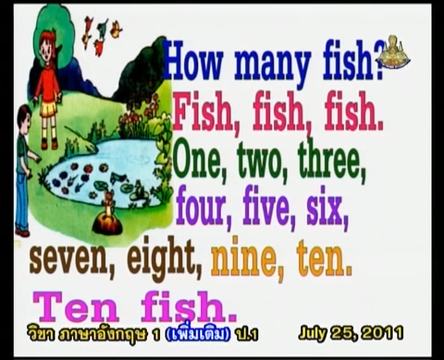 How many fish?
Fish, fish, fish.
One, two, three,
four, five, six,
seven, eight, nine, ten.
Ten fish.
วิชา ภาษาอังกฤษ 1 (เพิ่มเติม) ป.1 July 25, 2011